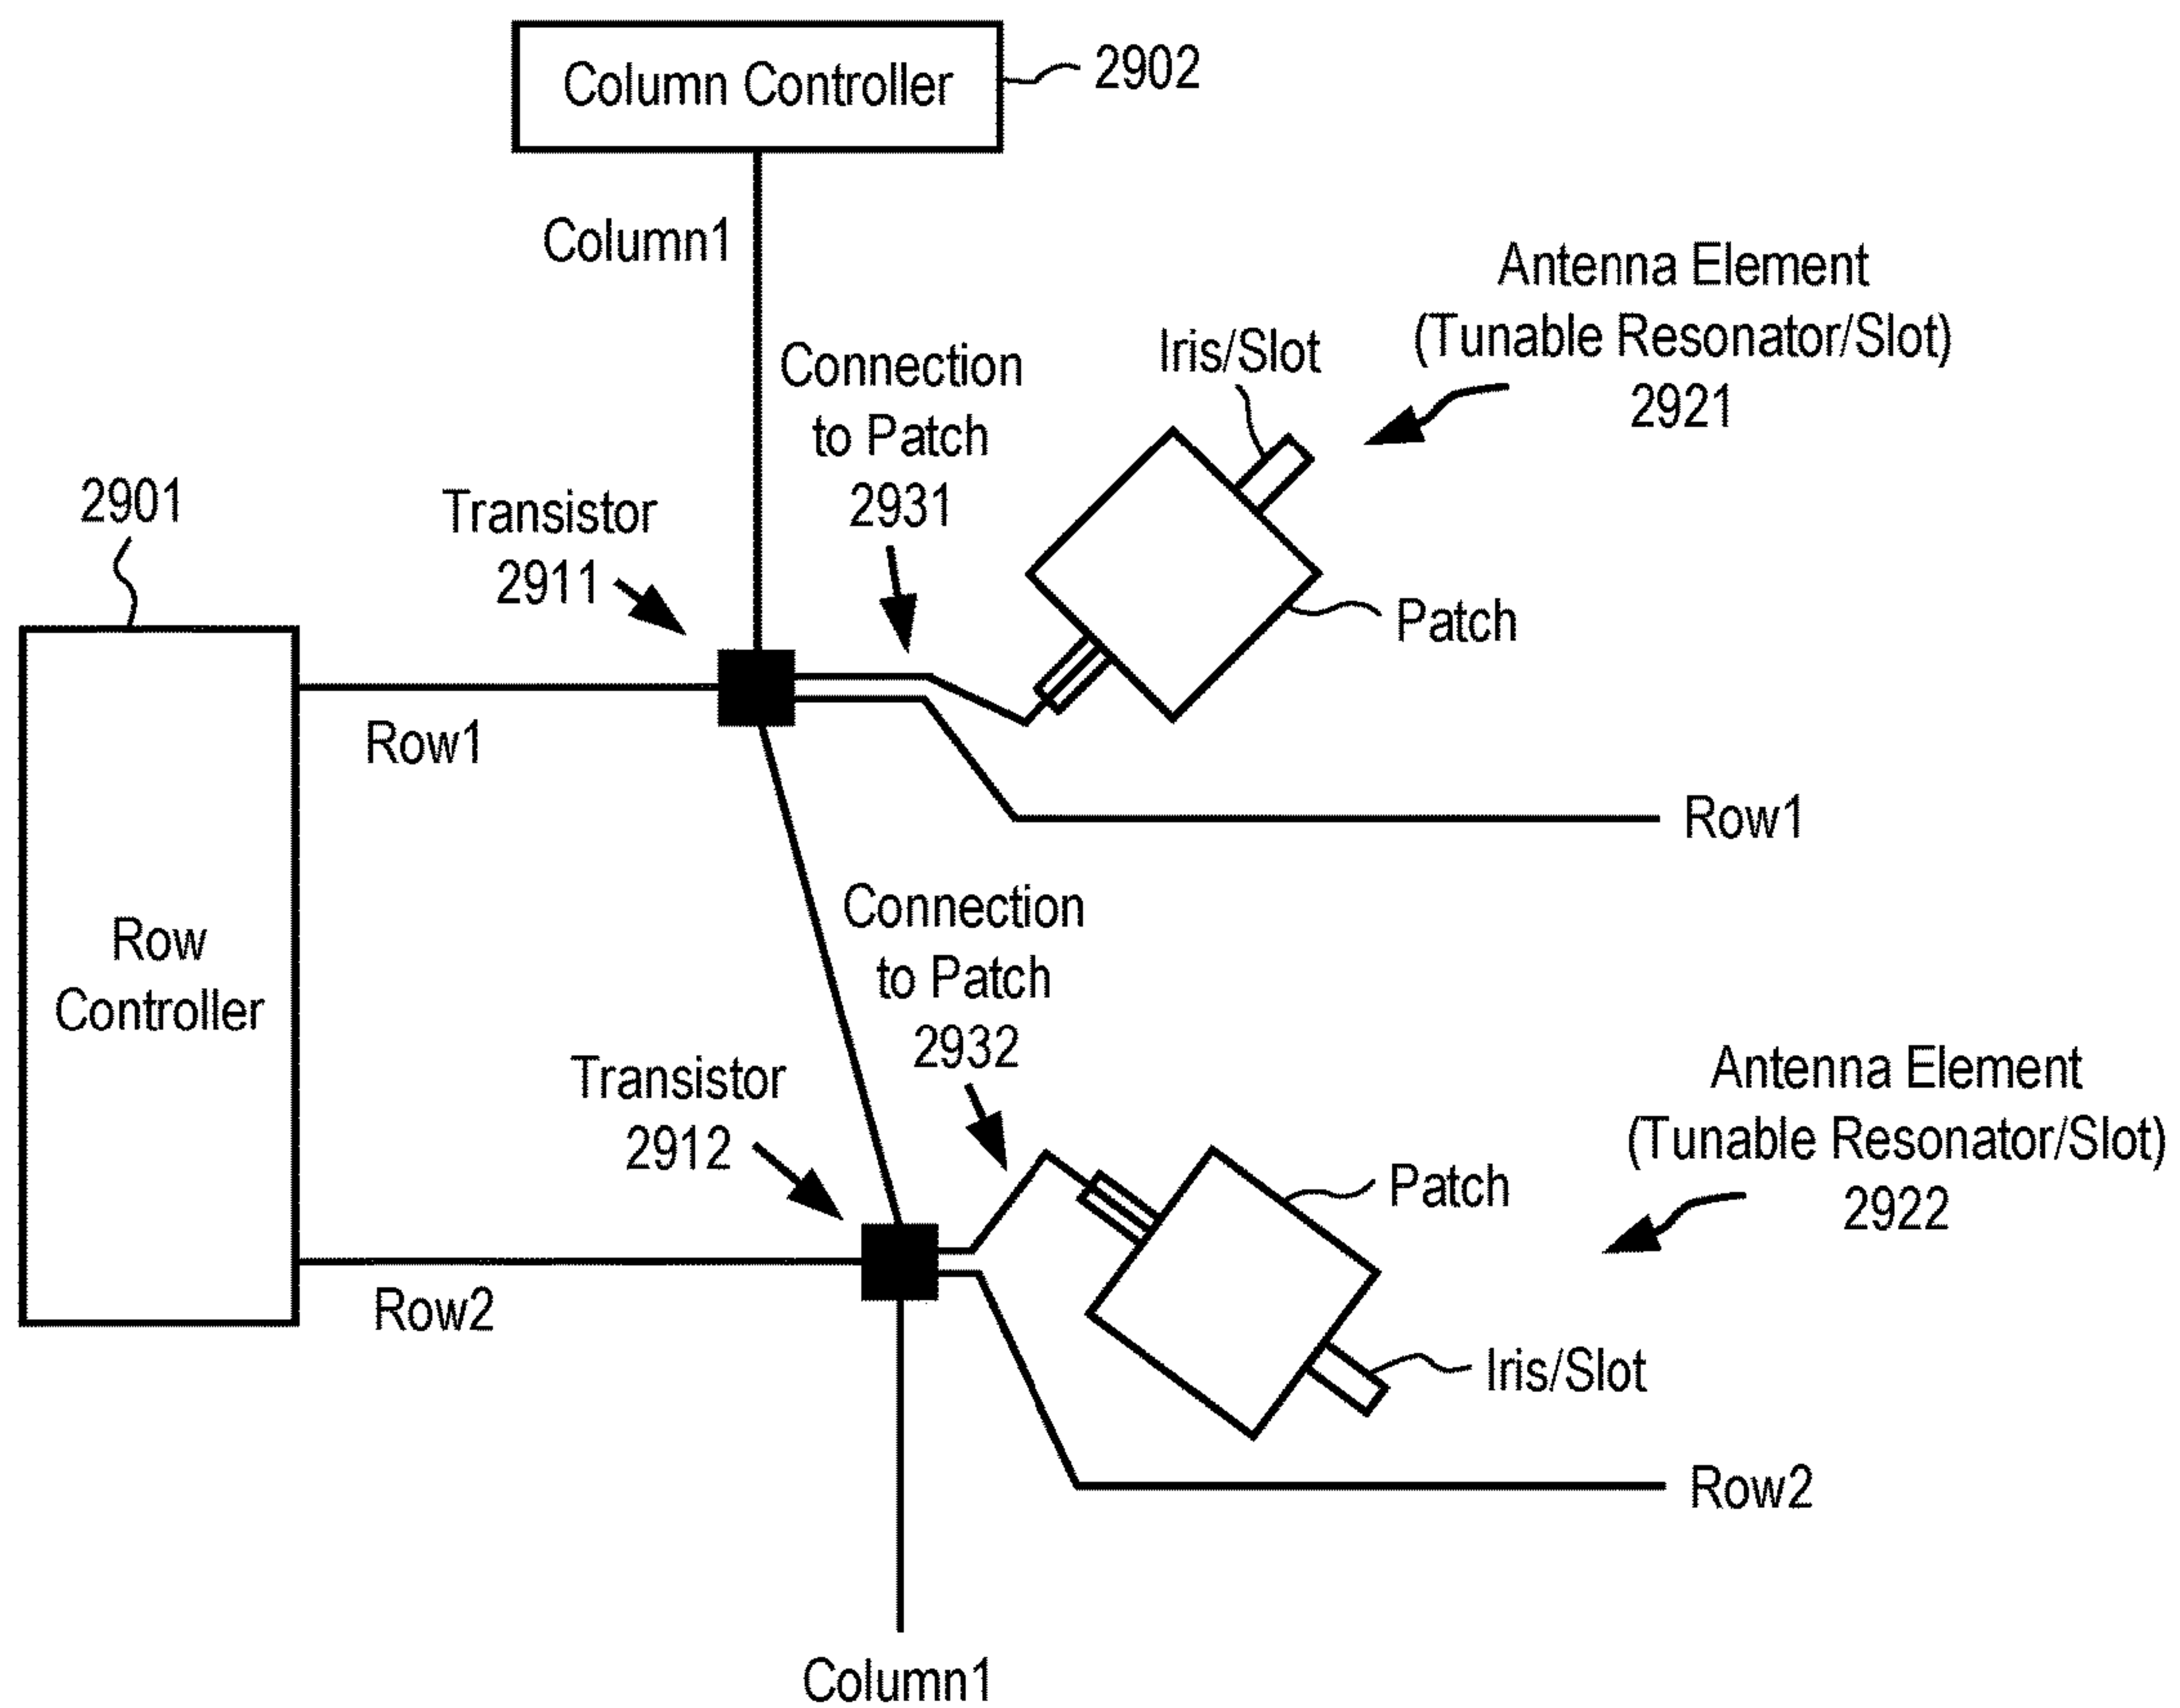 Column Controller
2902
Column1
Antenna Element
(Tunable Resonator/Slot)
2921
Iris/Slot
Connection
to Patch
2931
2901
Transistor
2911
Patch
Row1
Row1
Row
Controller
Connection
to Patch
2932
Transistor
2912
Antenna Element
(Tunable Resonator/Slot)
2922
Patch
Row2
Iris/Slot
Row2
Column1